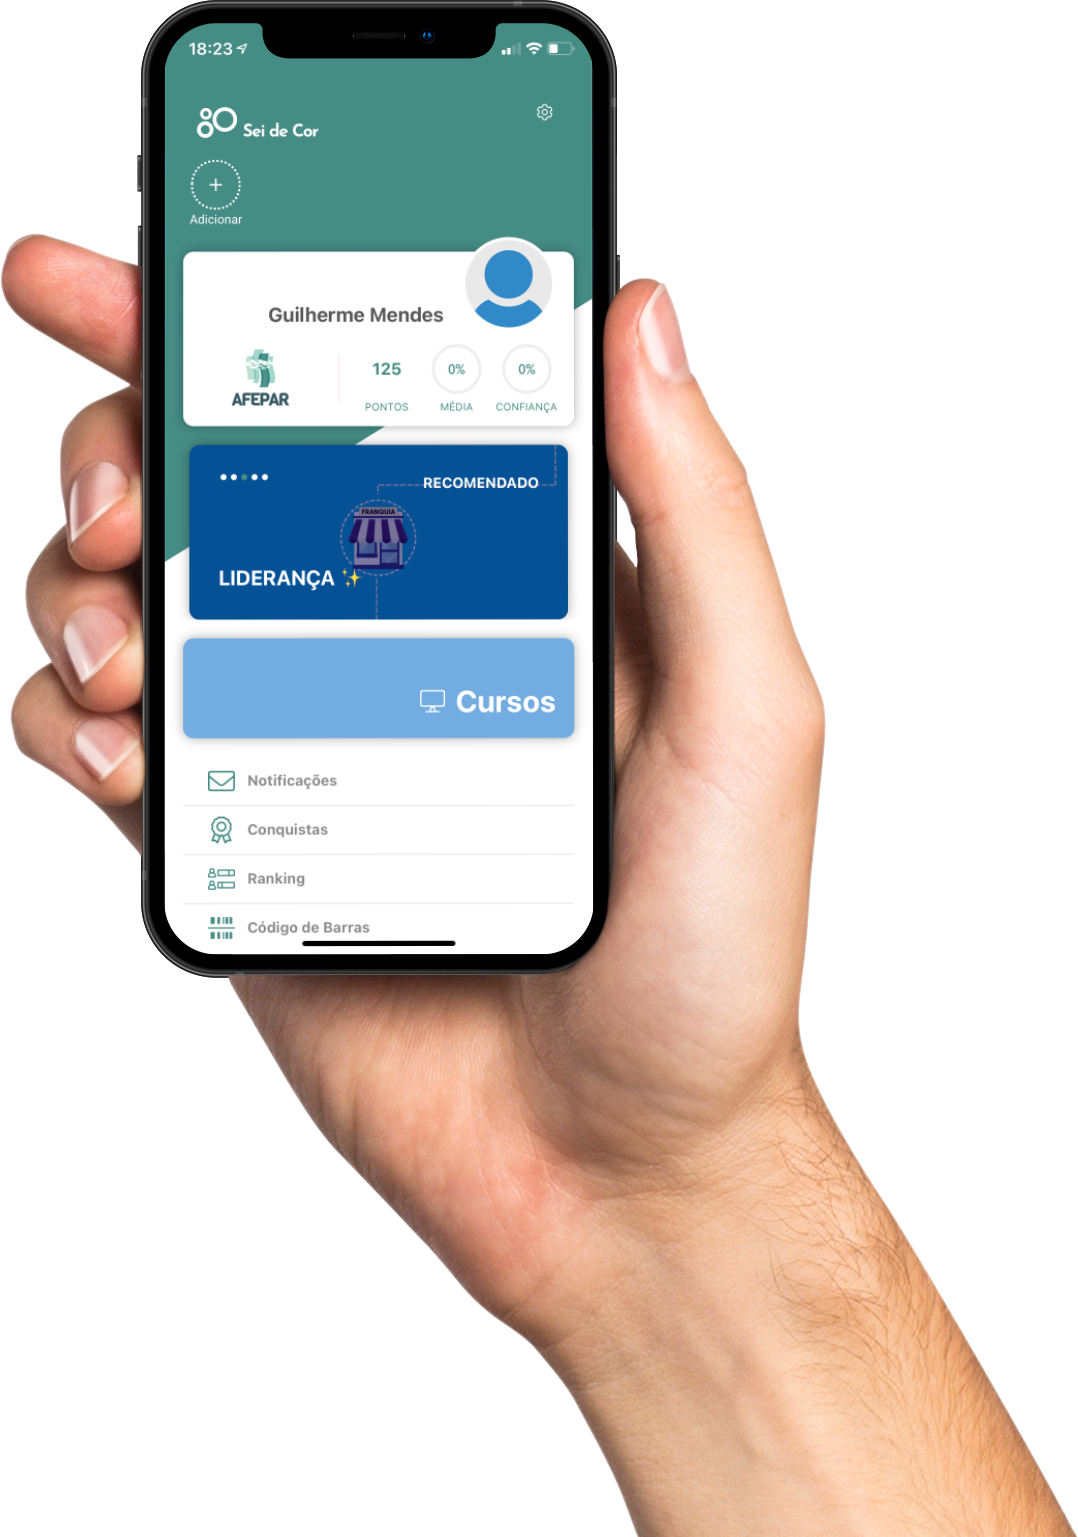 18:23
Sei de Cor
Adicionar
Guilherme Mendes
AFEPAR
125
0%
0%
PONTOS
MÉDIA
CONFIANÇA
RECOMENDADO
FRANQUIA
LIDERANÇA ✨
Cursos
Notificações
Conquistas
Ranking
Código de Barras